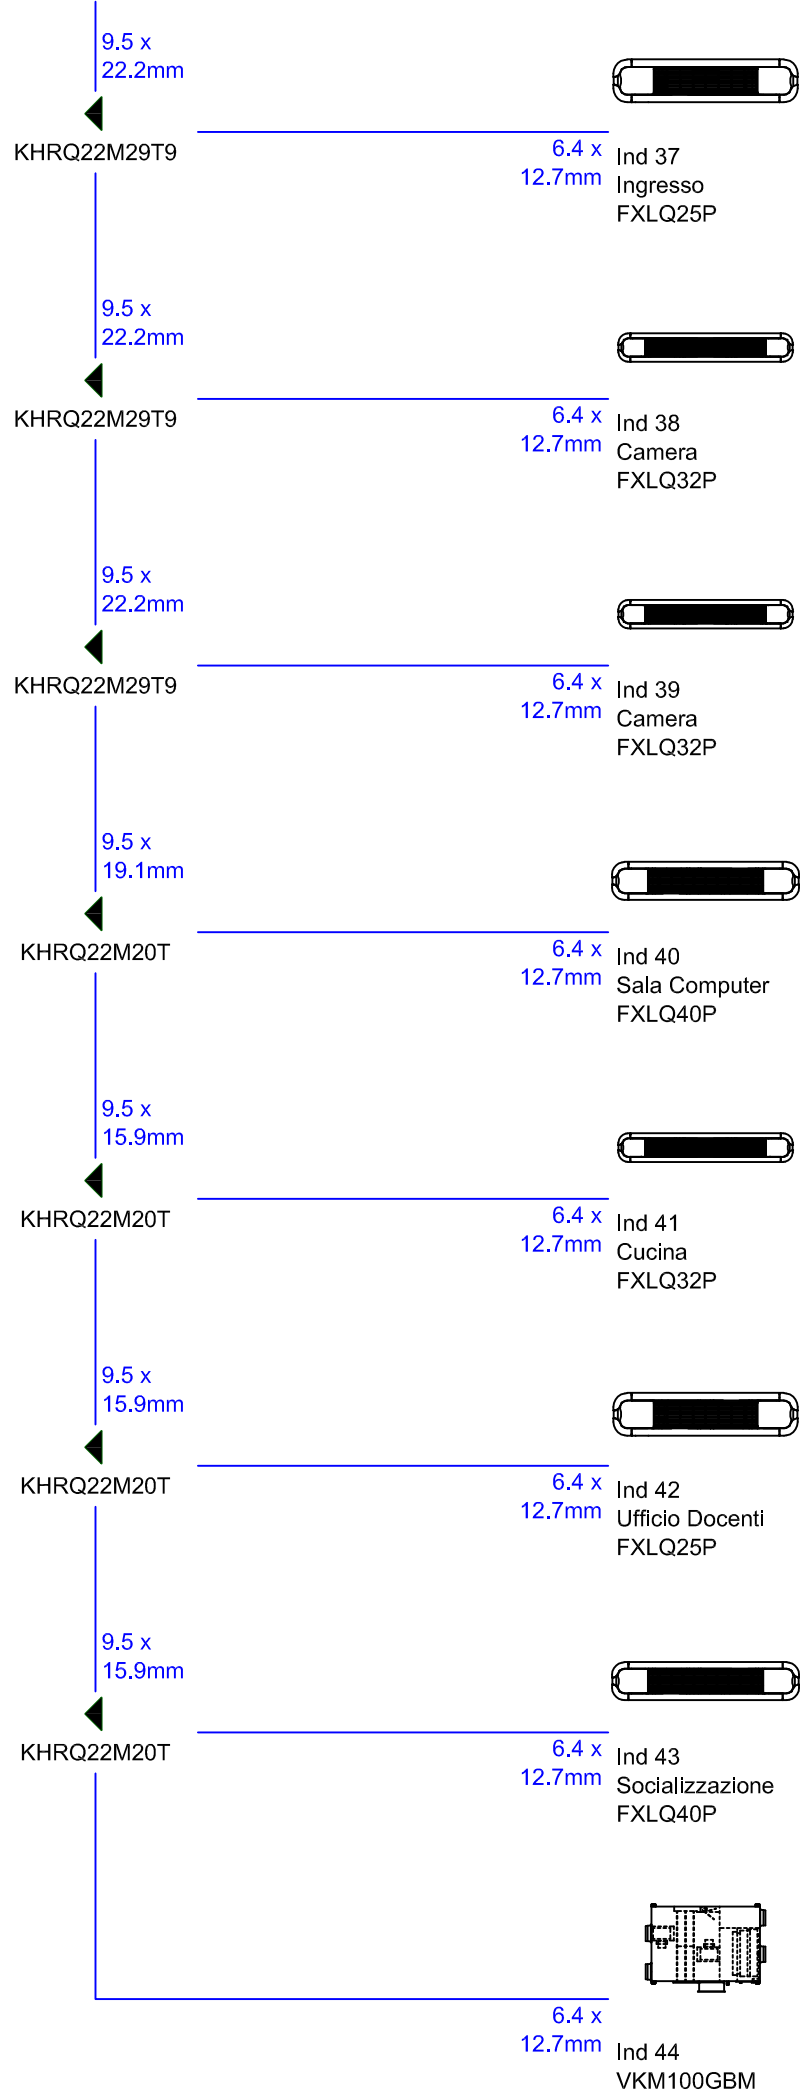 9.5 x
22.2mm
KHRQ22M29T9
6.4 x
12.7mm
Ind 37
Ingresso
FXLQ25P
9.5 x
22.2mm
KHRQ22M29T9
6.4 x
12.7mm
Ind 38
Camera
FXLQ32P
9.5 x
22.2mm
KHRQ22M29T9
6.4 x
12.7mm
Ind 39
Camera
FXLQ32P
9.5 x
19.1mm
KHRQ22M20T
6.4 x
12.7mm
Ind 40
Sala Computer
FXLQ40P
9.5 x
15.9mm
KHRQ22M20T
6.4 x
12.7mm
Ind 41
Cucina
FXLQ32P
9.5 x
15.9mm
KHRQ22M20T
6.4 x
12.7mm
Ind 42
Ufficio Docenti
FXLQ25P
9.5 x
15.9mm
KHRQ22M20T
6.4 x
12.7mm
Ind 43
Socializzazione
FXLQ40P
6.4 x
12.7mm
Ind 44
VKM100GBM